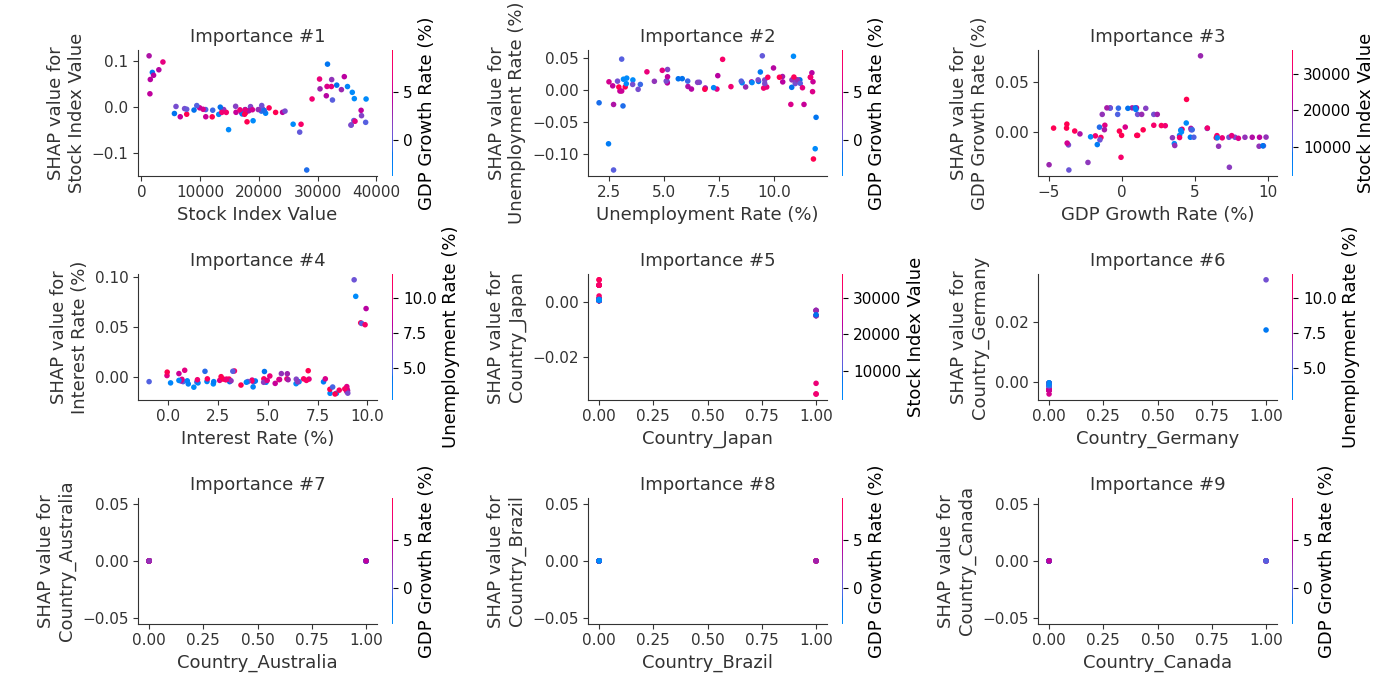 Importance #1
SHAP value for
Stock Index Value
0.1
0.0
−0.1
0
10000
20000
30000
40000
Stock Index Value
5
0
GDP Growth Rate (%)
Importance #2
SHAP value for
Unemployment Rate (%)
0.05
0.00
−0.05
−0.10
2.5
5.0
7.5
10.0
Unemployment Rate (%)
5
0
GDP Growth Rate (%)
Importance #3
SHAP value for
GDP Growth Rate (%)
0.05
0.00
−5
0
5
10
GDP Growth Rate (%)
30000
20000
10000
Stock Index Value
Importance #4
SHAP value for
Interest Rate (%)
0.10
0.05
0.00
0.0
2.5
5.0
7.5
10.0
Interest Rate (%)
10.0
7.5
5.0
Unemployment Rate (%)
Importance #5
SHAP value for
Country_Japan
0.00
−0.02
0.00
0.25
0.50
0.75
1.00
Country_Japan
30000
20000
10000
Stock Index Value
Importance #6
SHAP value for
Country_Germany
0.02
0.00
0.00
0.25
0.50
0.75
1.00
Country_Germany
10.0
7.5
5.0
Unemployment Rate (%)
Importance #7
SHAP value for
Country_Australia
0.05
0.00
−0.05
0.00
0.25
0.50
0.75
1.00
Country_Australia
5
0
GDP Growth Rate (%)
Importance #8
SHAP value for
Country_Brazil
0.05
0.00
−0.05
0.00
0.25
0.50
0.75
1.00
Country_Brazil
5
0
GDP Growth Rate (%)
Importance #9
SHAP value for
Country_Canada
0.05
0.00
−0.05
0.00
0.25
0.50
0.75
1.00
Country_Canada
5
0
GDP Growth Rate (%)